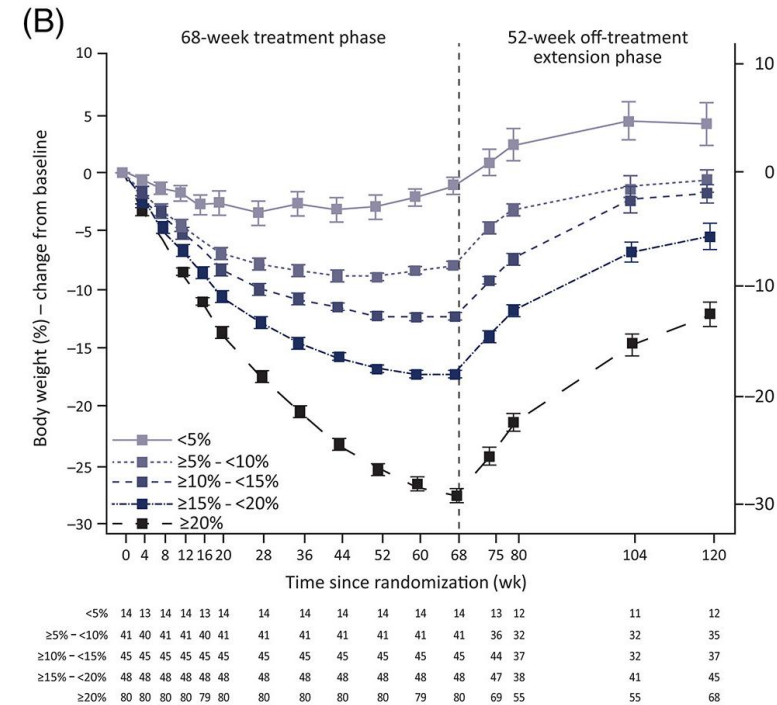 (B)
68-week treatment phase
52-week off-treatment
extension phase
Body weight (%) – change from baseline
10
5
0
–5
–10
–15
–20
–25
–30
10
0
–10
–20
–30
<5%
≥5% - <10%
≥10% - <15%
≥15% - <20%
≥20%
0 4 8 12 16 20 28 36 44 52 60 68 75 80 104 120
Time since randomization (wk)
<5% 14 13 14 14 13 14 14 14 14 14 14 14 13 12 11 12
≥5% – <10% 41 40 41 41 40 41 41 41 41 41 41 41 36 32 32 35
≥10% – <15% 45 45 45 45 45 45 45 45 45 45 45 45 44 37 32 37
≥15% – <20% 48 48 48 48 48 48 48 48 48 48 48 48 47 38 41 45
≥20% 80 80 80 80 79 80 80 80 80 80 79 80 69 55 55 68